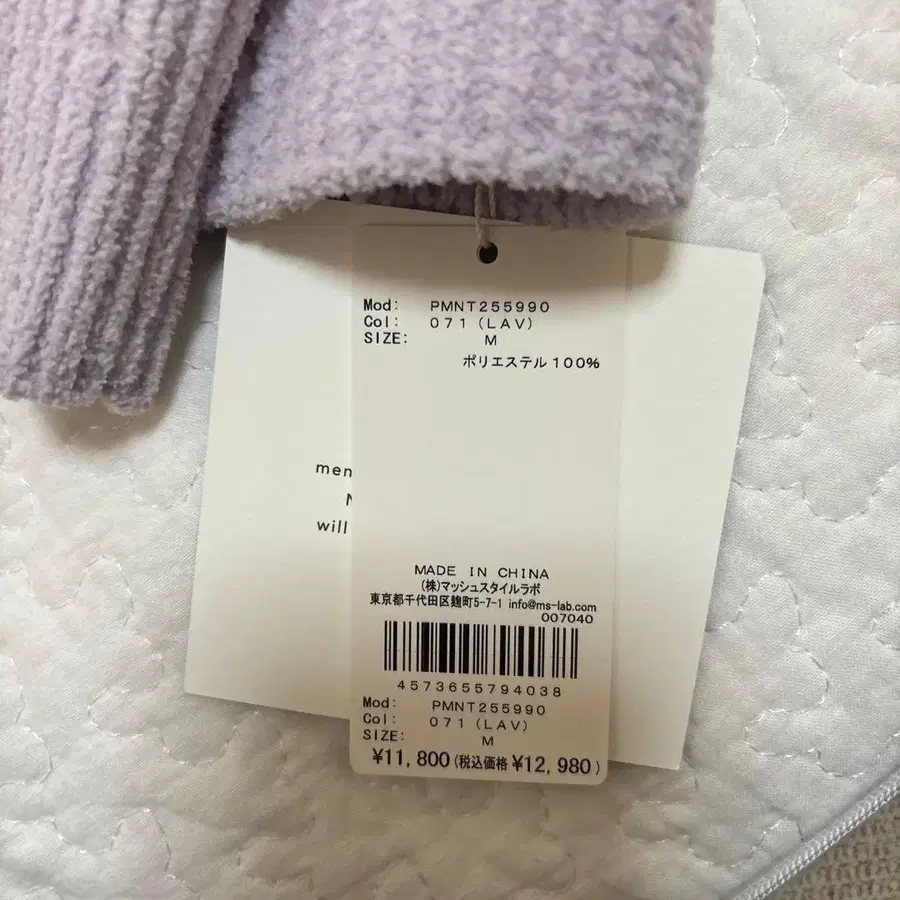 Mod: PMNT255990
Col: 071(LAV)
SIZE: M
ポリエステル100%
men
will
MADE IN CHINA
(株)マッシュスタイルラボ
東京都千代田区麹町5-7-1 info@ms-lab.com
007040
4573655794038
Mod: PMNT255990
Col: 071(LAV)
SIZE: M
¥11,800(税込価格¥12,980)